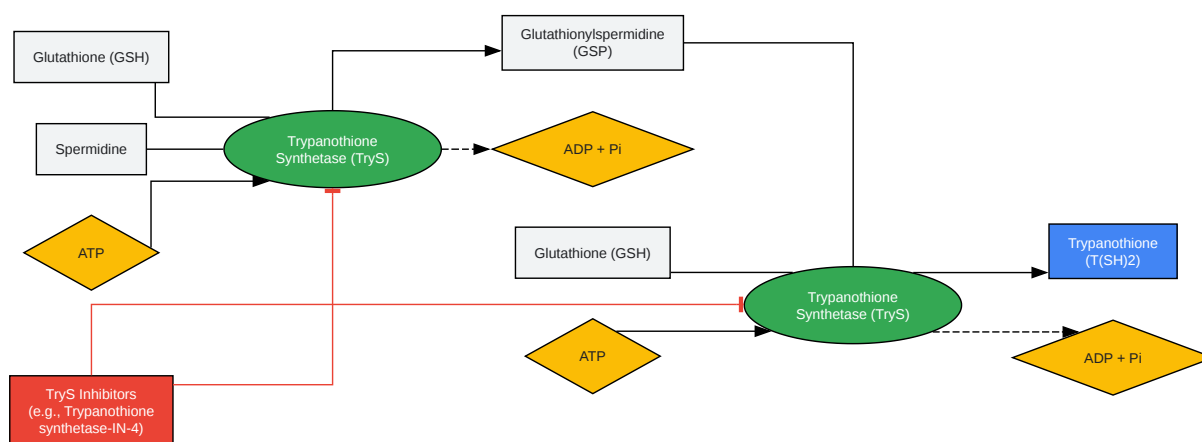 Glutathione (GSH)
Glutathionylspermidine
(GSP)
Spermidine
Trypanothione
Synthetase (TryS)
ADP + Pi
ATP
Glutathione (GSH)
Trypanothione
(T(SH)2)
Trypanothione
Synthetase (TryS)
ATP
ADP + Pi
TryS Inhibitors
(e.g., Trypanothione
synthetase-IN-4)